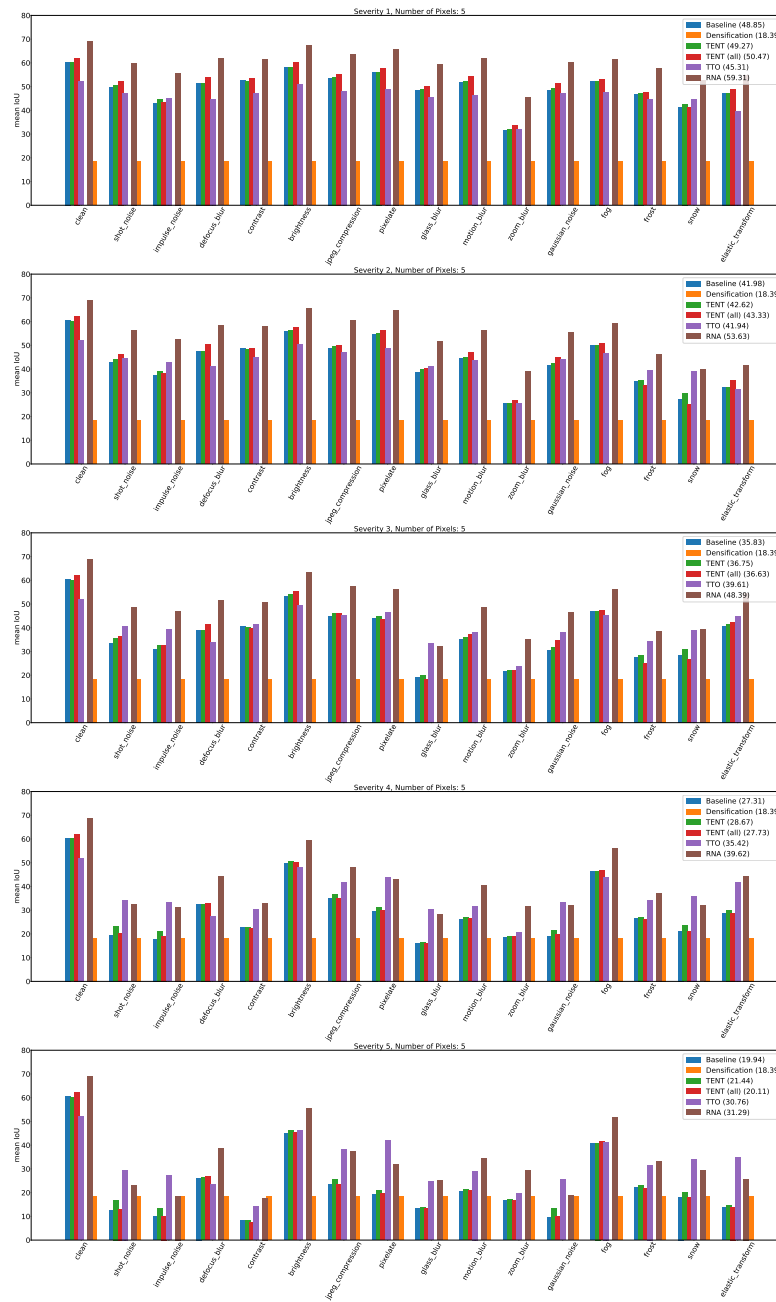 Severity 1, Number of Pixels: 5
mean IoU
80
70
60
50
40
30
20
10
0
Baseline (48.85)
Densification (18.39
TENT (49.27)
TENT (all) (50.47)
TTO (45.31)
RNA (59.31)
clean
shot_noise
impulse_noise
defocus_blur
contrast
brightness
jpeg_compression
pixelate
glass_blur
motion_blur
zoom_blur
gaussian_noise
fog
frost
snow
elastic_transform
Severity 2, Number of Pixels: 5
mean IoU
80
70
60
50
40
30
20
10
0
Baseline (41.98)
Densification (18.39
TENT (42.62)
TENT (all) (43.33)
TTO (41.94)
RNA (53.63)
clean
shot_noise
impulse_noise
defocus_blur
contrast
brightness
jpeg_compression
pixelate
glass_blur
motion_blur
zoom_blur
gaussian_noise
fog
frost
snow
elastic_transform
Severity 3, Number of Pixels: 5
mean IoU
80
70
60
50
40
30
20
10
0
Baseline (35.83)
Densification (18.39
TENT (36.75)
TENT (all) (36.63)
TTO (39.61)
RNA (48.39)
clean
shot_noise
impulse_noise
defocus_blur
contrast
brightness
jpeg_compression
pixelate
glass_blur
motion_blur
zoom_blur
gaussian_noise
fog
frost
snow
elastic_transform
Severity 4, Number of Pixels: 5
mean IoU
80
70
60
50
40
30
20
10
0
Baseline (27.31)
Densification (18.39
TENT (28.67)
TENT (all) (27.73)
TTO (35.42)
RNA (39.62)
clean
shot_noise
impulse_noise
defocus_blur
contrast
brightness
jpeg_compression
pixelate
glass_blur
motion_blur
zoom_blur
gaussian_noise
fog
frost
snow
elastic_transform
Severity 5, Number of Pixels: 5
mean IoU
80
70
60
50
40
30
20
10
0
Baseline (19.94)
Densification (18.39
TENT (21.44)
TENT (all) (20.11)
TTO (30.76)
RNA (31.29)
clean
shot_noise
impulse_noise
defocus_blur
contrast
brightness
jpeg_compression
pixelate
glass_blur
motion_blur
zoom_blur
gaussian_noise
fog
frost
snow
elastic_transform